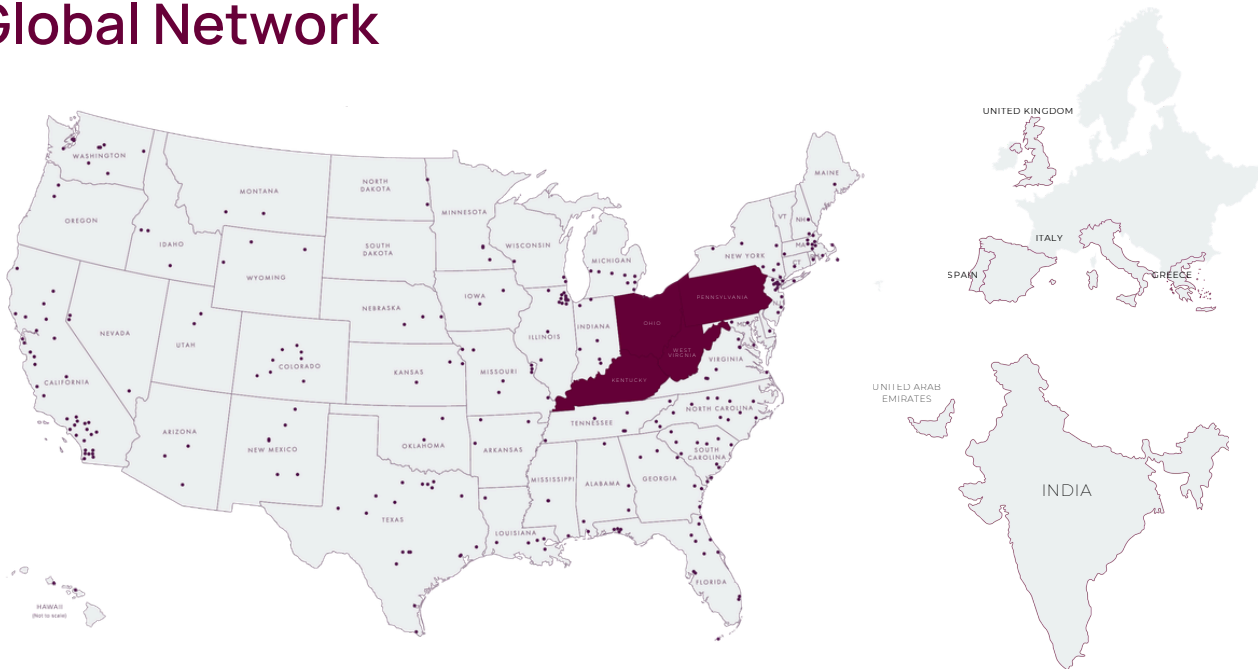 Global Network
WASHINGTON
MONTANA
NORTH
DAKOTA
MINNESOTA
MAINE
OREGON
IDAHO
WYOMING
SOUTH
DAKOTA
WISCONSIN
MICHIGAN
VT
NH
NEW YORK
MA
CT
NEBRASKA
IOWA
PENNSYLVANIA
NEVADA
UTAH
COLORADO
KANSAS
MISSOURI
ILLINOIS
INDIANA
OHIO
WEST
VIRGINIA
VIRGINIA
KENTUCKY
CALIFORNIA
ARIZONA
NEW MEXICO
OKLAHOMA
ARKANSAS
TENNESSEE
NORTH CAROLINA
SOUTH
CAROLINA
MISSISSIPPI
ALABAMA
GEORGIA
TEXAS
LOUISIANA
FLORIDA
HAWAII
(Not to scale)
UNITED KINGDOM
ITALY
SPAIN
GREECE
UNITED ARAB
EMIRATES
INDIA